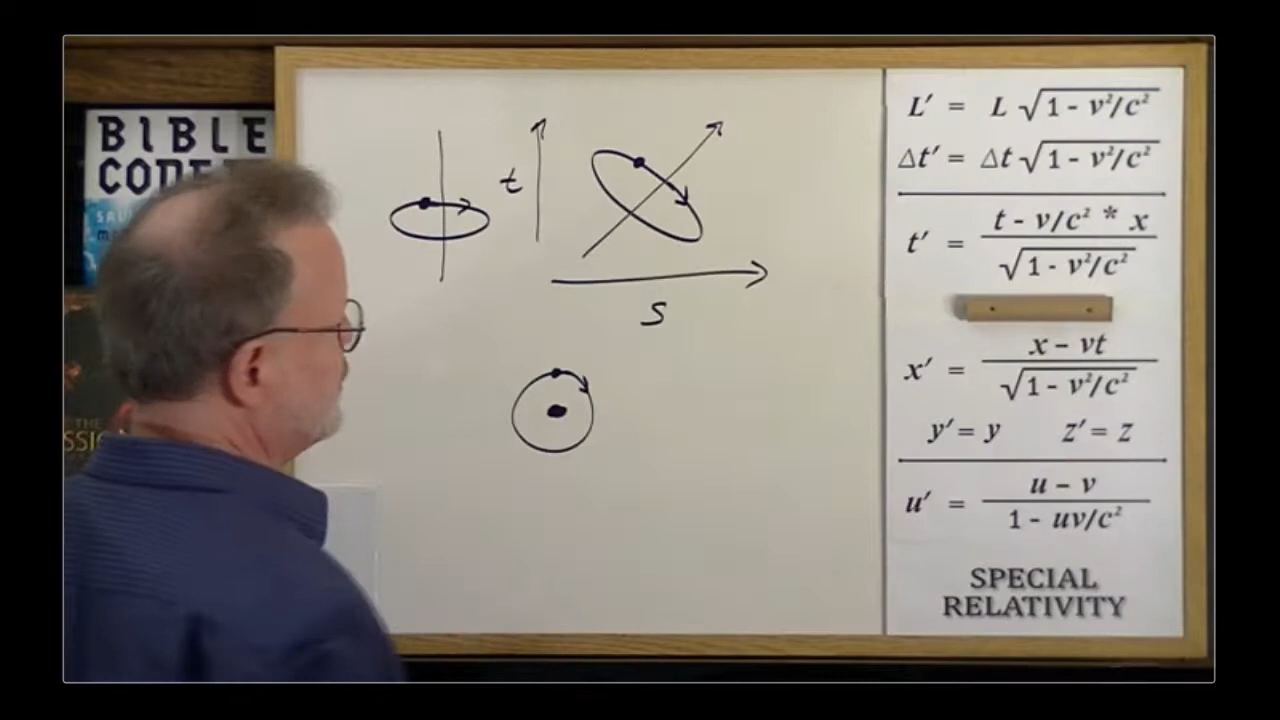 BIBLE
CODE
t
s
L′ = L √1 - v²/c²
Δt′ = Δt √1 - v²/c²
t′ = t - v/c² * x
√1 - v²/c²
x′ = x - vt
√1 - v²/c²
y′ = y z′ = z
u′ = u - v
1 - uv/c²
SPECIAL
RELATIVITY